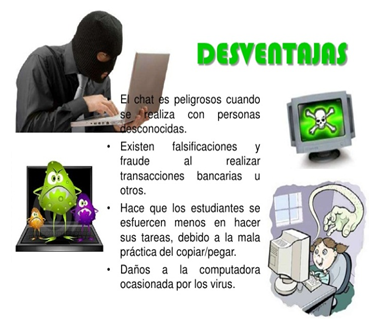 DESVENTAJAS
• El chat es peligrosos cuando
se realiza con personas
desconocidas.
• Existen falsificaciones y
fraude al realizar
transacciones bancarias u
otros.
• Hace que los estudiantes se
esfuercen menos en hacer
sus tareas, debido a la mala
práctica del copiar/pegar.
• Daños a la computadora
ocasionada por los virus.